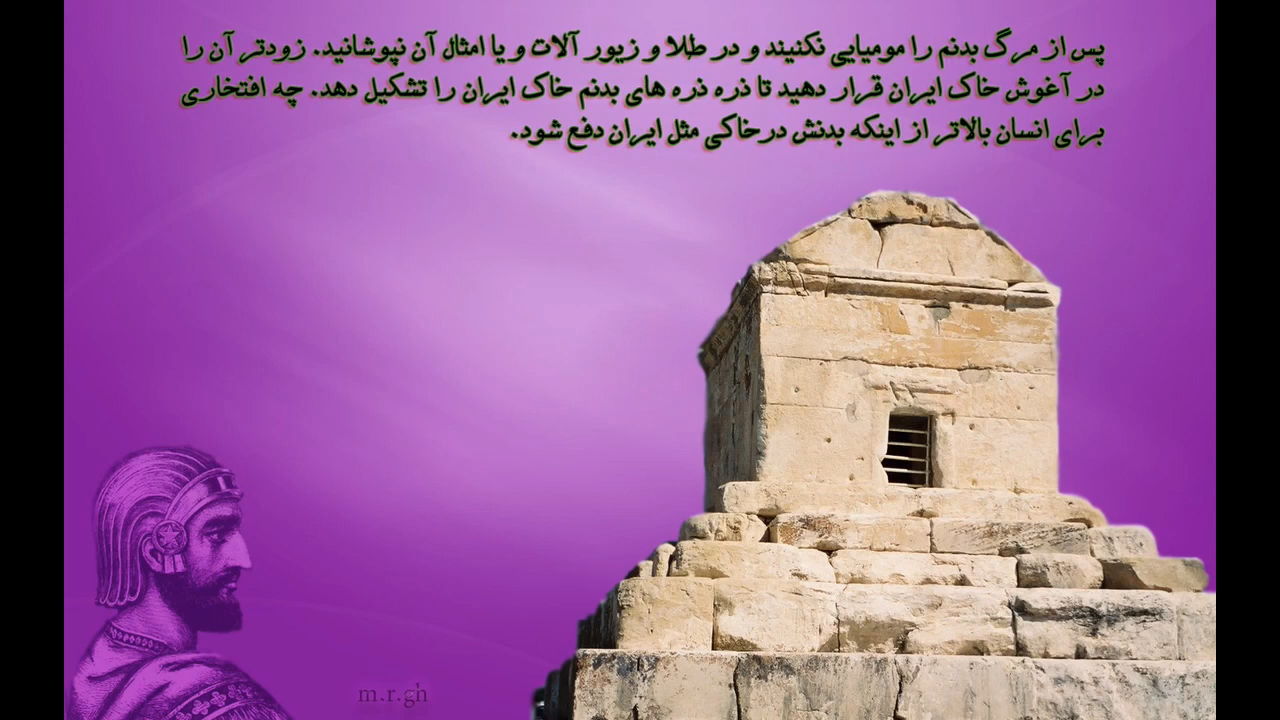 پس از مرگ بدنم را مومیایی نکنیند و در طلا و زیور آلات و یا امثال آن نپوشانید. زودتر آن را
در آغوش خاک ایران قرار دهید تا ذره ذره های بدنم خاک ایران را تشکیل دهد. چه افتخاری
برای انسان بالاتر از اینکه بدنش درخاکی مثل ایران دفع شود.
m.r.gh